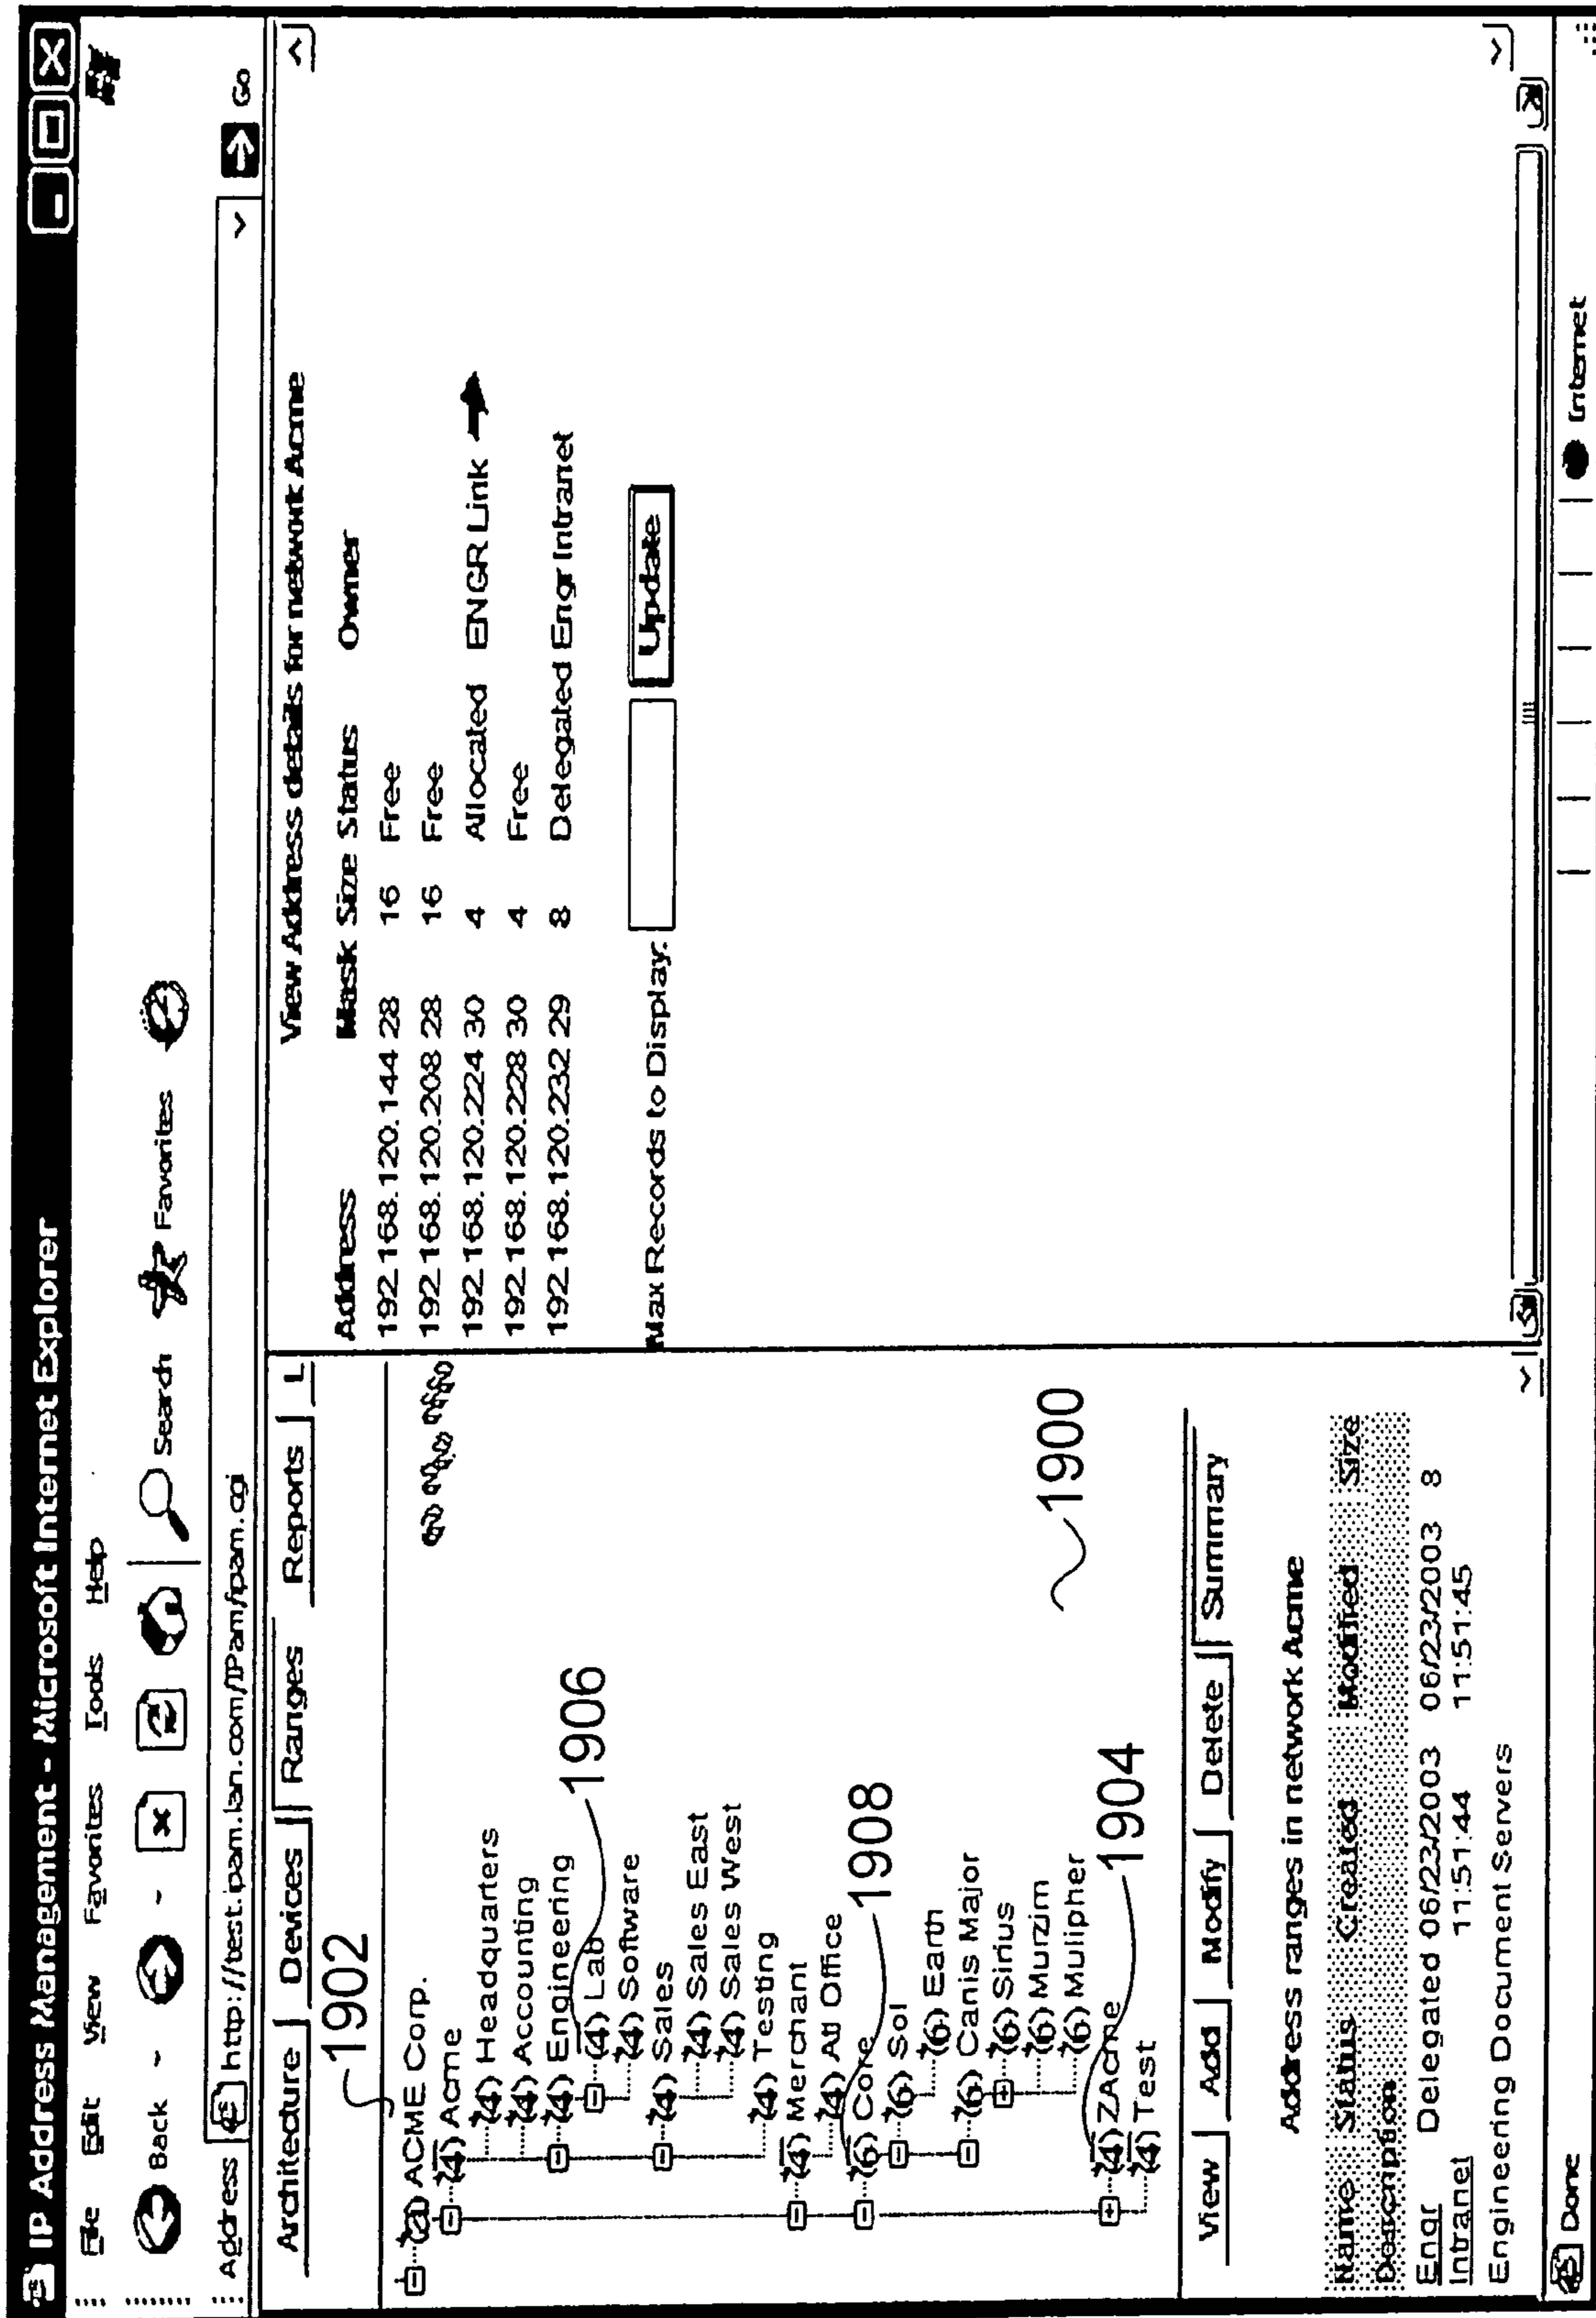 IP Address Management - Microsoft Internet Explorer
File Edit View Favorites Tools Help
Back - - Search Favorites
Address http://test.ipam.lan.com/IPam/ipam.cgi Go
Architecture Devices Ranges Reports L
1902
ACME Corp.
(4) Acme
(4) Headquarters
(4) Accounting
(4) Engineering
1906
(4) Lab
(4) Software
(4) Sales
(4) Sales East
(4) Sales West
(4) Testing
(4) Merchant
(4) Atl Office
1908
(6) Core
(6) Sol
(6) Earth
(6) Canis Major
(6) Sirius
(6) Murzim
(6) Mulipher
1900
1904
(4) ZAcme
(4) Test
View Add Modify Delete Summary
Address ranges in network Acme
Name Status Created Modified Size
Description
Engr Delegated 06/23/2003 06/23/2003 8
Intranet 11:51:44 11:51:45
Engineering Document Servers
View Address details for network Acme
Address Mask Size Status Owner
192.168.120.144 28 16 Free
192.168.120.208 28 16 Free
192.168.120.224 30 4 Allocated ENGR Link
192.168.120.228 30 4 Free
192.168.120.232 29 8 Delegated Engr Intranet
Max Records to Display: Update
Done Internet